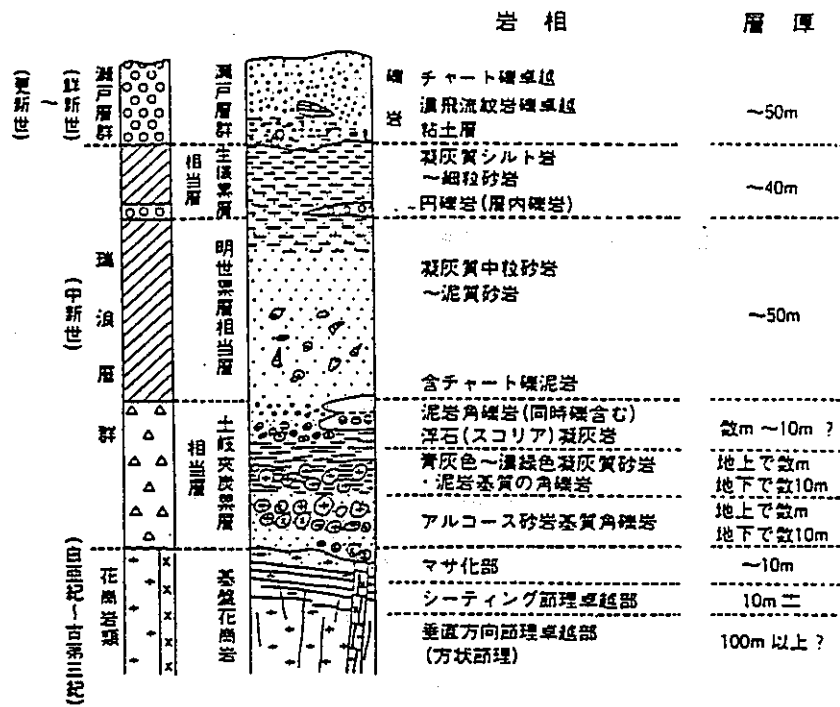 岩相 層厚
(更新世)~(鮮新世)
瀬戸層群
瀬戸層群
礫岩
チャート礫卓越
濃飛流紋岩礫卓越
粘土層
~50m
(中新世)
瑞浪層群
生俵累層相当層
凝灰質シルト岩
~細粒砂岩
円礫岩(層内礫岩)
~40m
明世累層相当層
凝灰質中粒砂岩
~泥質砂岩
含チャート礫泥岩
~50m
土岐夾炭累層相当層
泥岩角礫岩(同時礫含む)
浮石(スコリア)凝灰岩
数m~10m ?
青灰色~濃緑色凝灰質砂岩
・泥岩基質の角礫岩
地上で数m
地下で数10m
アルコース砂岩基質角礫岩
地上で数m
地下で数10m
(白亜紀~古第三紀)
花崗岩類
基盤花崗岩
マサ化部
~10m
シーティング節理卓越部
10m±
垂直方向節理卓越部
(方状節理)
100m以上?